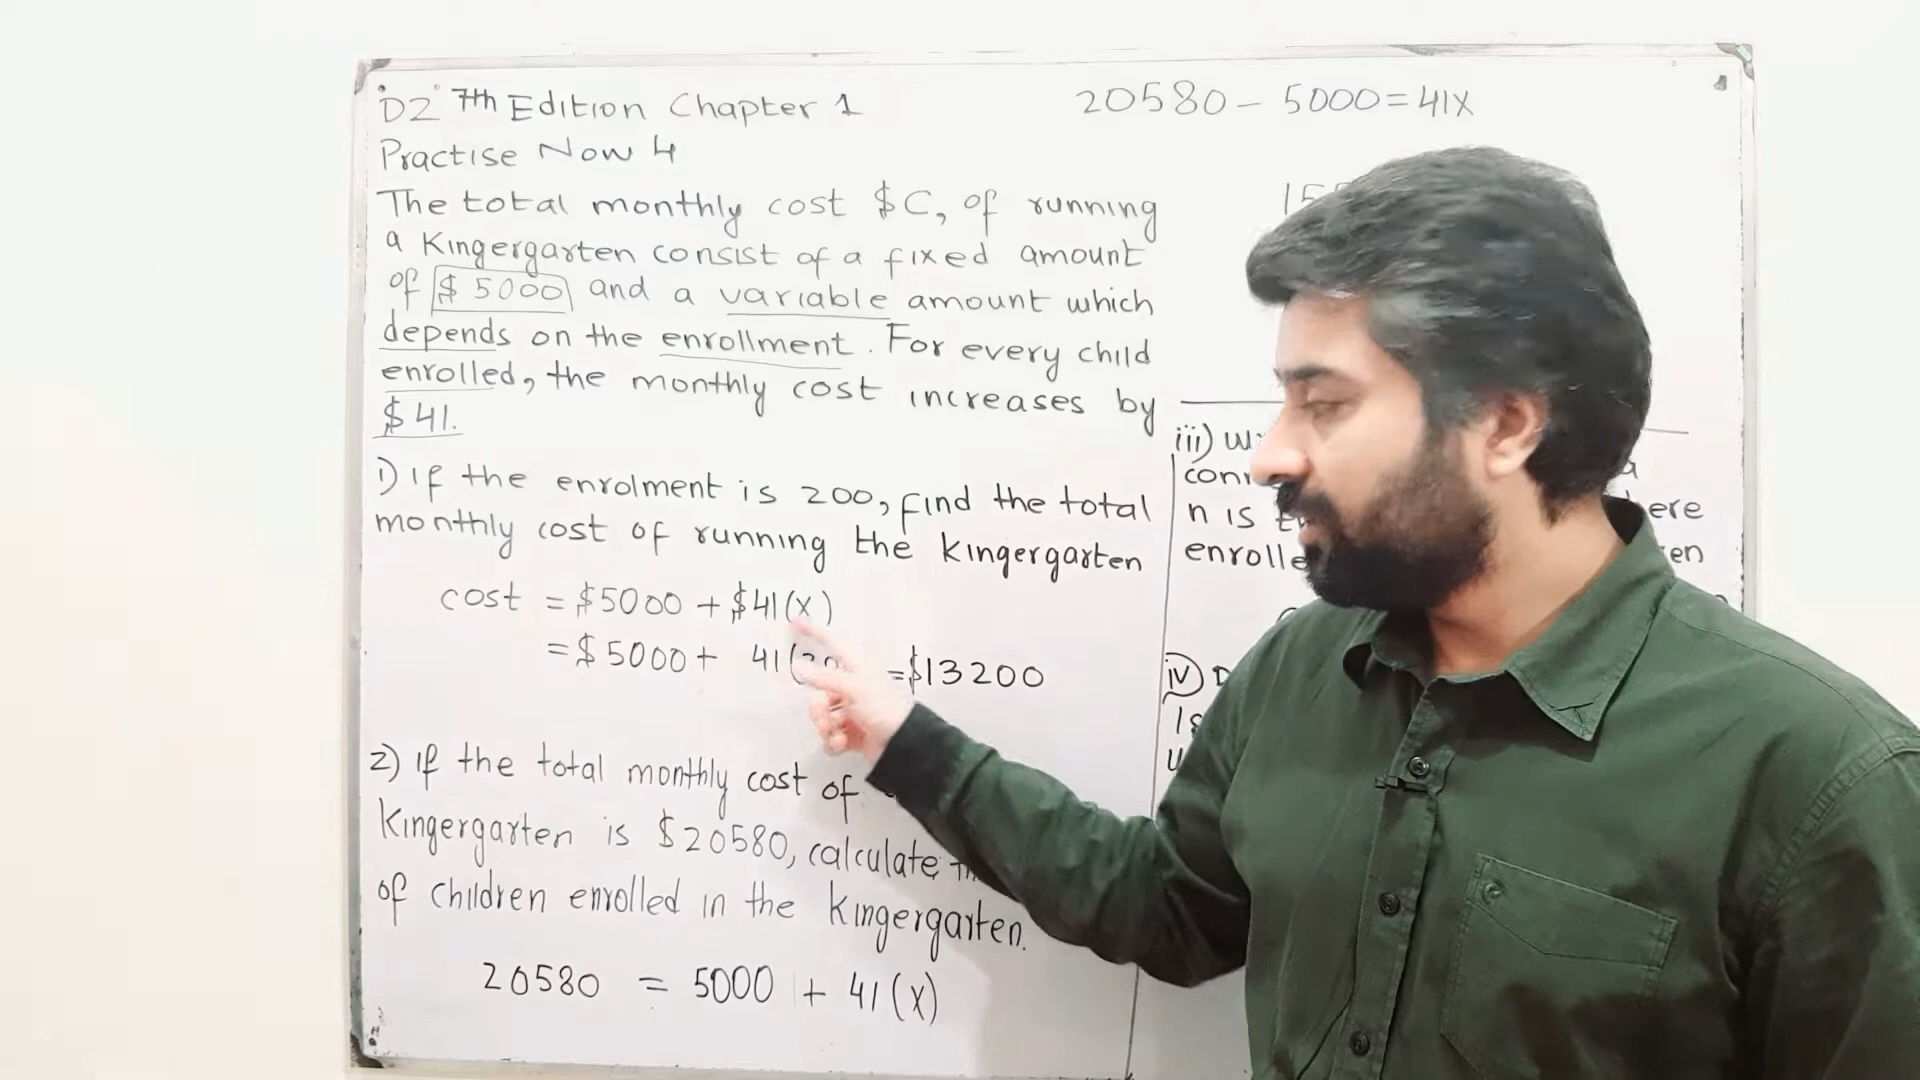 D2 7th Edition Chapter 1
Practise Now 4
The total monthly cost $C, of running
a Kingergarten consist of a fixed amount
of $5000 and a variable amount which
depends on the enrollment. For every child
enrolled, the monthly cost increases by
$41.
1) If the enrolment is 200, find the total
monthly cost of running the kingergarten
cost = $5000 + $41(x)
= $5000 + 41(
= $13200
2) If the total monthly cost of
Kingergarten is $20580, calculate
of children enrolled in the kingergarten.
20580 = 5000 + 41(x)
20580 - 5000 = 41x
iii)
n is ere
iv)